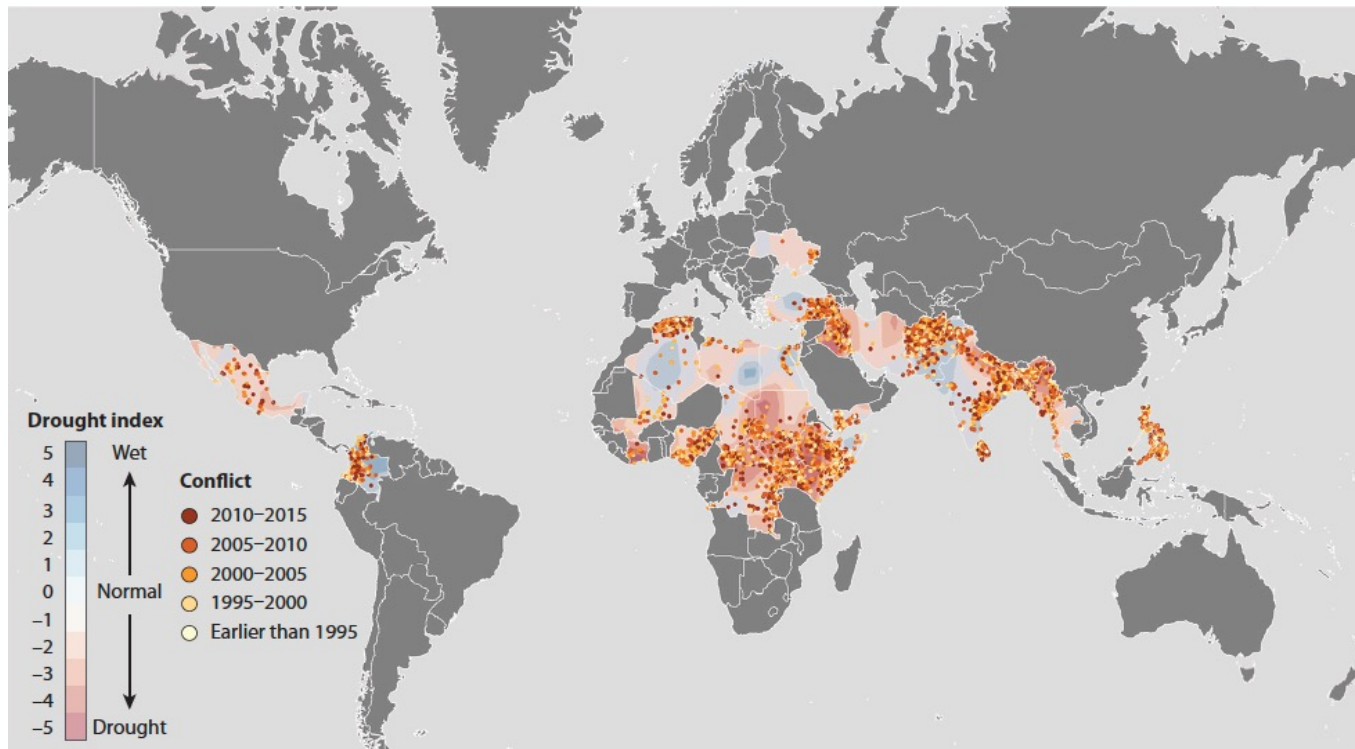 Drought index
5
Wet
4
3
2
1
0
Normal
–1
–2
–3
–4
–5
Drought
Conflict
2010–2015
2005–2010
2000–2005
1995–2000
Earlier than 1995